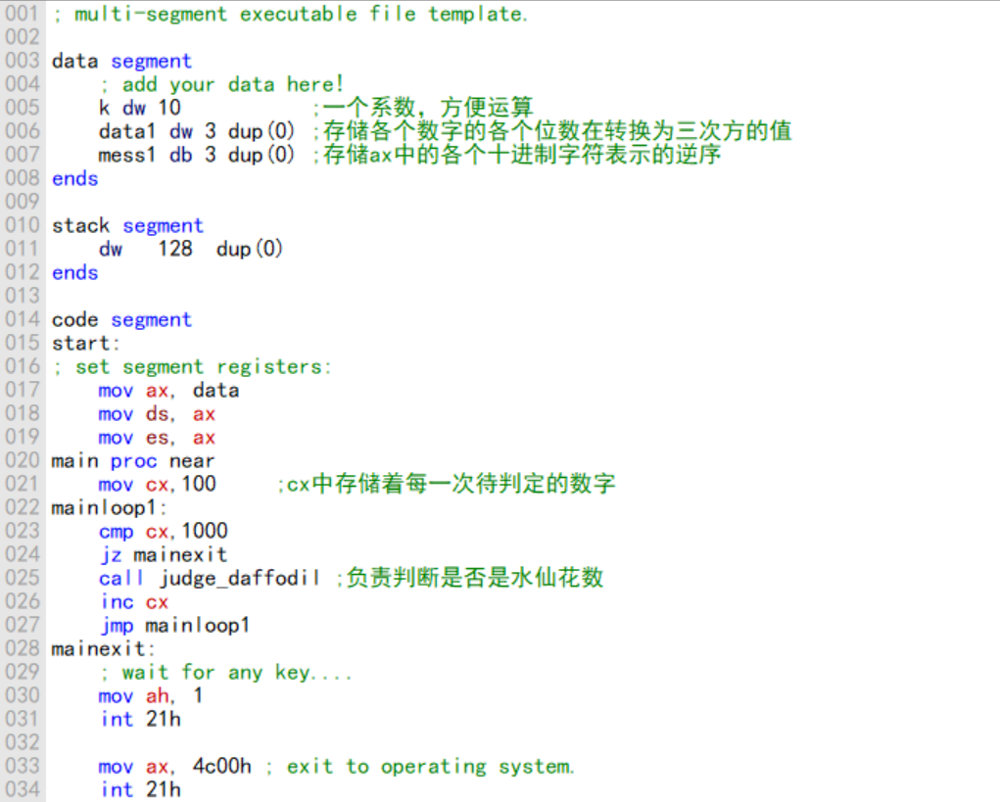 001 ; multi-segment executable file template.
002
003 data segment
004     ; add your data here!
005     k dw 10           ;一个系数，方便运算
006     data1 dw 3 dup(0) ;存储各个数字的各个位数在转换为三次方的值
007     mess1 db 3 dup(0) ;存储ax中的各个十进制字符表示的逆序
008 ends
009
010 stack segment
011     dw   128  dup(0)
012 ends
013
014 code segment
015 start:
016 ; set segment registers:
017     mov ax, data
018     mov ds, ax
019     mov es, ax
020 main proc near
021     mov cx,100     ;cx中存储着每一次待判定的数字
022 mainloop1:
023     cmp cx,1000
024     jz mainexit
025     call judge_daffodil ;负责判断是否是水仙花数
026     inc cx
027     jmp mainloop1
028 mainexit:
029     ; wait for any key....
030     mov ah, 1
031     int 21h
032
033     mov ax, 4c00h ; exit to operating system.
034     int 21h